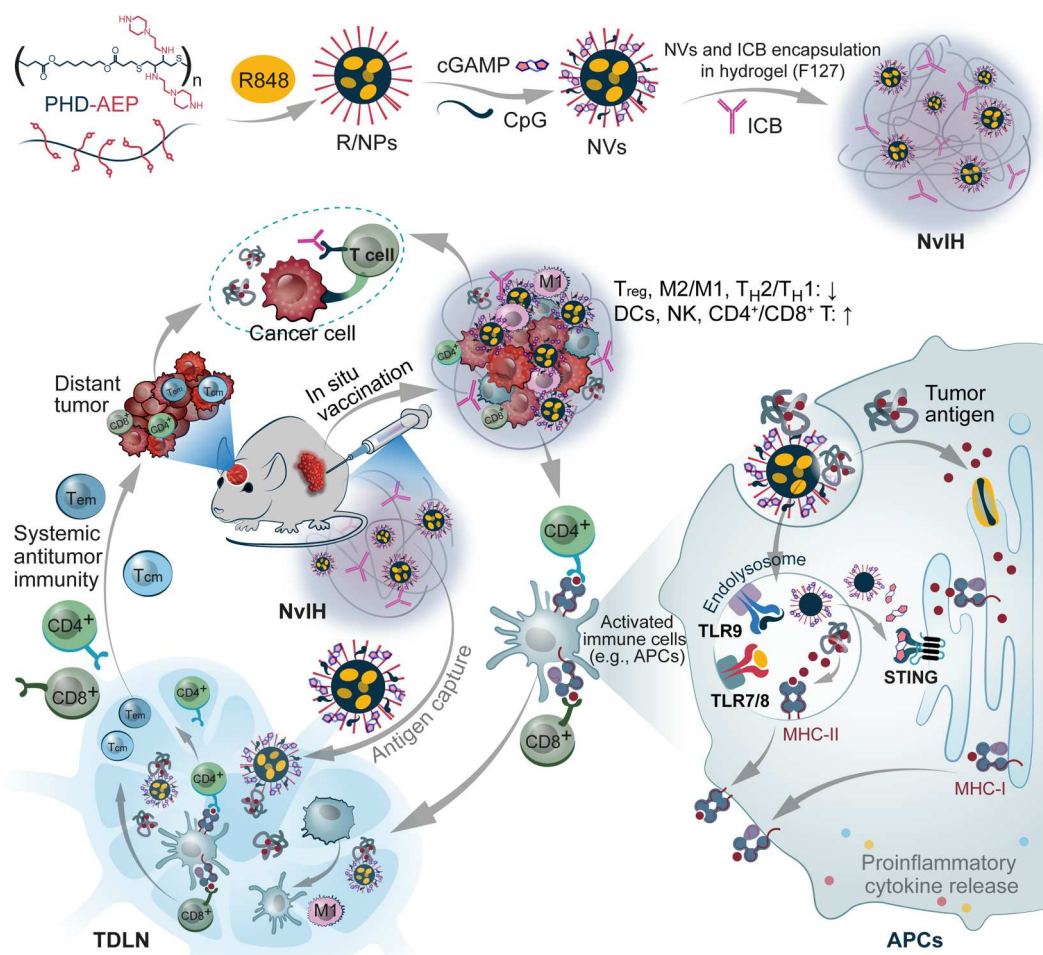 HN
N
NH
O
O
O
O
S
S
n
HN
N
NH
PHD-AEP
R848
R/NPs
cGAMP
CpG
NVs
NVs and ICB encapsulation
in hydrogel (F127)
ICB
NvIH
T cell
Cancer cell
M1
CD4+
CD8+
Treg, M2/M1, TH2/TH1: ↓
DCs, NK, CD4+/CD8+ T: ↑
Distant
tumor
Tem
Tcm
CD8
CD4+
In situ
vaccination
NvIH
Tem
Systemic
antitumor
immunity
Tcm
CD4+
CD8+
Antigen capture
CD4+
Activated
immune cells
(e.g., APCs)
CD8+
Tumor
antigen
Endolysosome
TLR9
TLR7/8
STING
MHC-II
MHC-I
Proinflammatory
cytokine release
APCs
Tem
Tcm
CD4+
CD4+
CD8+
M1
TDLN